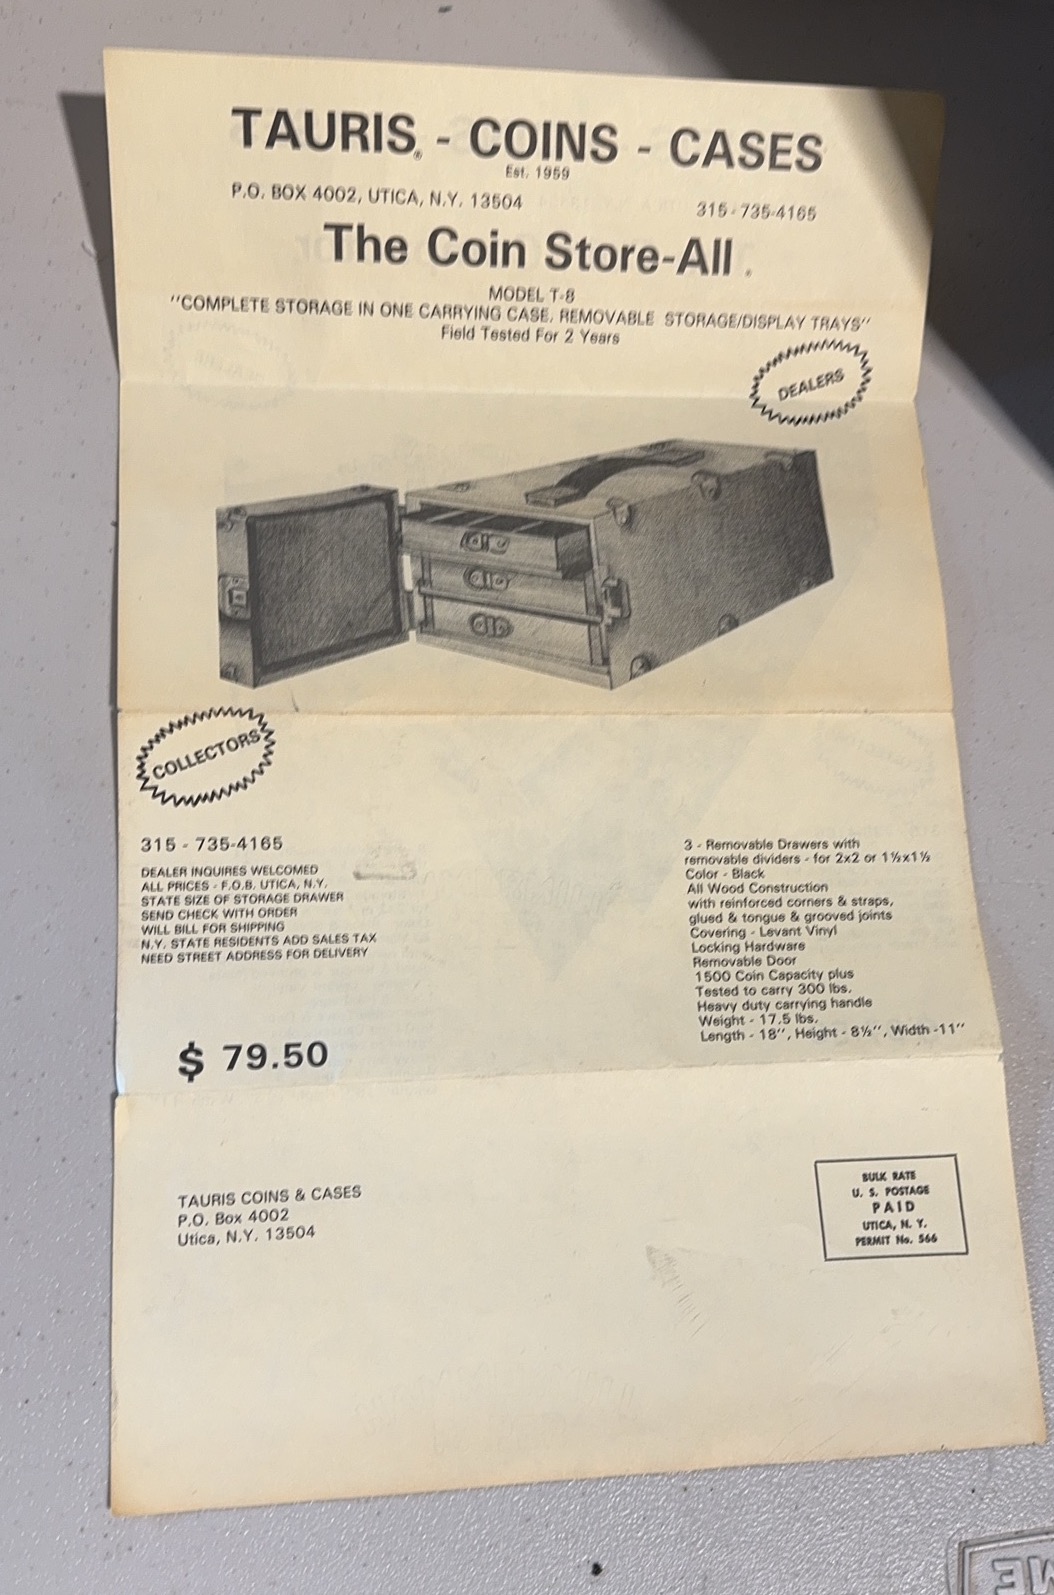 TAURIS® - COINS - CASES
Est. 1959
P.O. BOX 4002, UTICA, N.Y. 13504
315-735-4165
The Coin Store-All ®
MODEL T-8
"COMPLETE STORAGE IN ONE CARRYING CASE. REMOVABLE STORAGE/DISPLAY TRAYS"
Field Tested For 2 Years
DEALERS
COLLECTORS
315 - 735-4165
DEALER INQUIRES WELCOMED
ALL PRICES - F.O.B. UTICA, N.Y.
STATE SIZE OF STORAGE DRAWER
SEND CHECK WITH ORDER
WILL BILL FOR SHIPPING
N.Y. STATE RESIDENTS ADD SALES TAX
NEED STREET ADDRESS FOR DELIVERY
$ 79.50
3 - Removable Drawers with
removable dividers - for 2x2 or 1½x1½
Color - Black
All Wood Construction
with reinforced corners & straps,
glued & tongue & grooved joints
Covering - Levant Vinyl
Locking Hardware
Removable Door
1500 Coin Capacity plus
Tested to carry 300 lbs.
Heavy duty carrying handle
Weight - 17.5 lbs.
Length - 18", Height - 8½", Width -11"
TAURIS COINS & CASES
P.O. Box 4002
Utica, N.Y. 13504
BULK RATE
U. S. POSTAGE
PAID
UTICA, N. Y.
PERMIT No. 566